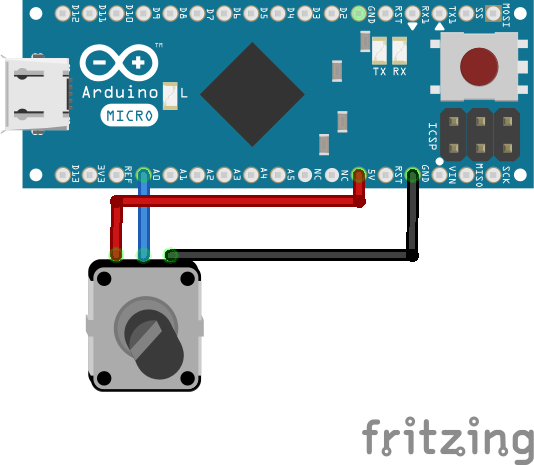 D12 D11 D10 D9 D8 D7 D6 D5 D4 D3 D2 GND RST RX1 TX1 SS MOSI
™
Arduino
MICRO
L
TX RX
ICSP
D13 3V3 REF A0 A1 A2 A3 A4 A5 NC NC 5V RST GND VIN MISO SCK
fritzing